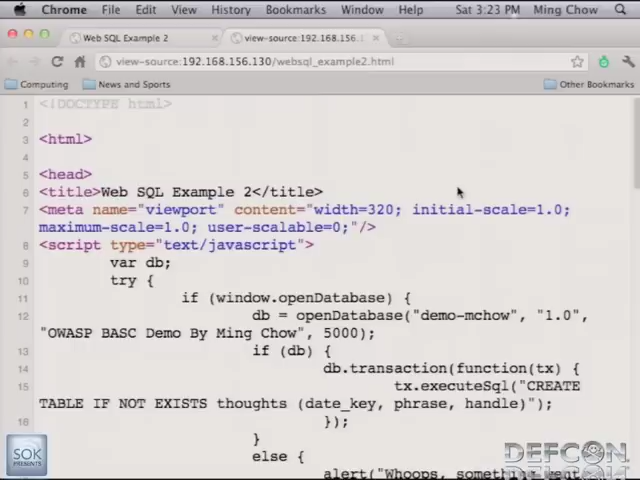 Chrome File Edit View History Bookmarks Window Help Sat 3:23 PM Ming Chow
Web SQL Example 2 × view-source:192.168.156. ×
view-source:192.168.156.130/websql_example2.html
Computing News and Sports Other Bookmarks
1 <!DOCTYPE html>
2
3 <html>
4
5 <head>
6 <title>Web SQL Example 2</title>
7 <meta name="viewport" content="width=320; initial-scale=1.0;
maximum-scale=1.0; user-scalable=0;"/>
8 <script type="text/javascript">
9 var db;
10 try {
11 if (window.openDatabase) {
12 db = openDatabase("demo-mchow", "1.0",
"OWASP BASC Demo By Ming Chow", 5000);
13 if (db) {
14 db.transaction(function(tx) {
15 tx.executeSql("CREATE
TABLE IF NOT EXISTS thoughts (date_key, phrase, handle)");
16 });
}
else {
alert("Whoops, something went
SOK
PRESENTS
DEFCON